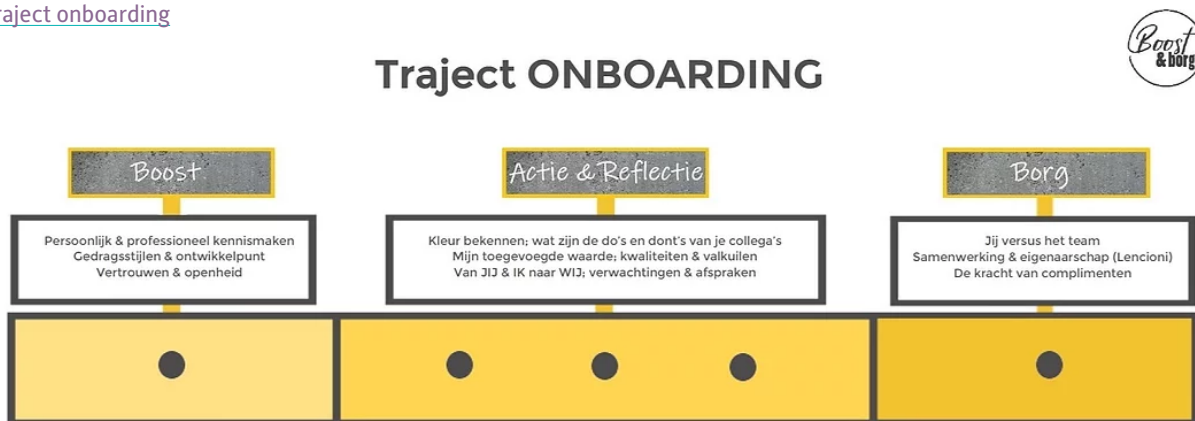 raject onboarding
Boost
& borg
Traject ONBOARDING
Boost
Persoonlijk & professioneel kennismaken
Gedragsstijlen & ontwikkelpunt
Vertrouwen & openheid
Actie & Reflectie
Kleur bekennen; wat zijn de do's en dont's van je collega's
Mijn toegevoegde waarde; kwaliteiten & valkuilen
Van JIJ & IK naar WIJ; verwachtingen & afspraken
Borg
Jij versus het team
Samenwerking & eigenaarschap (Lencioni)
De kracht van complimenten